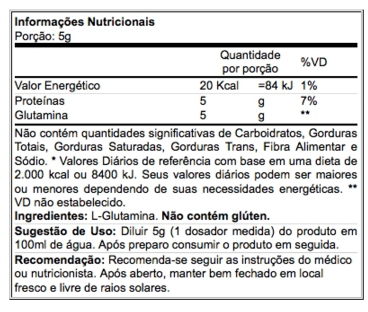 Informações Nutricionais
Porção: 5g
Quantidade por porção %VD
Valor Energético 20 Kcal =84 kJ 1%
Proteínas 5 g 7%
Glutamina 5 g **
Não contém quantidades significativas de Carboidratos, Gorduras
Totais, Gorduras Saturadas, Gorduras Trans, Fibra Alimentar e
Sódio. * Valores Diários de referência com base em uma dieta de
2.000 kcal ou 8400 kJ. Seus valores diários podem ser maiores
ou menores dependendo de suas necessidades energéticas. **
VD não estabelecido.
Ingredientes: L-Glutamina. Não contém glúten.
Sugestão de Uso: Diluir 5g (1 dosador medida) do produto em
100ml de água. Após preparo consumir o produto em seguida.
Recomendação: Recomenda-se seguir as instruções do médico
ou nutricionista. Após aberto, manter bem fechado em local
fresco e livre de raios solares.